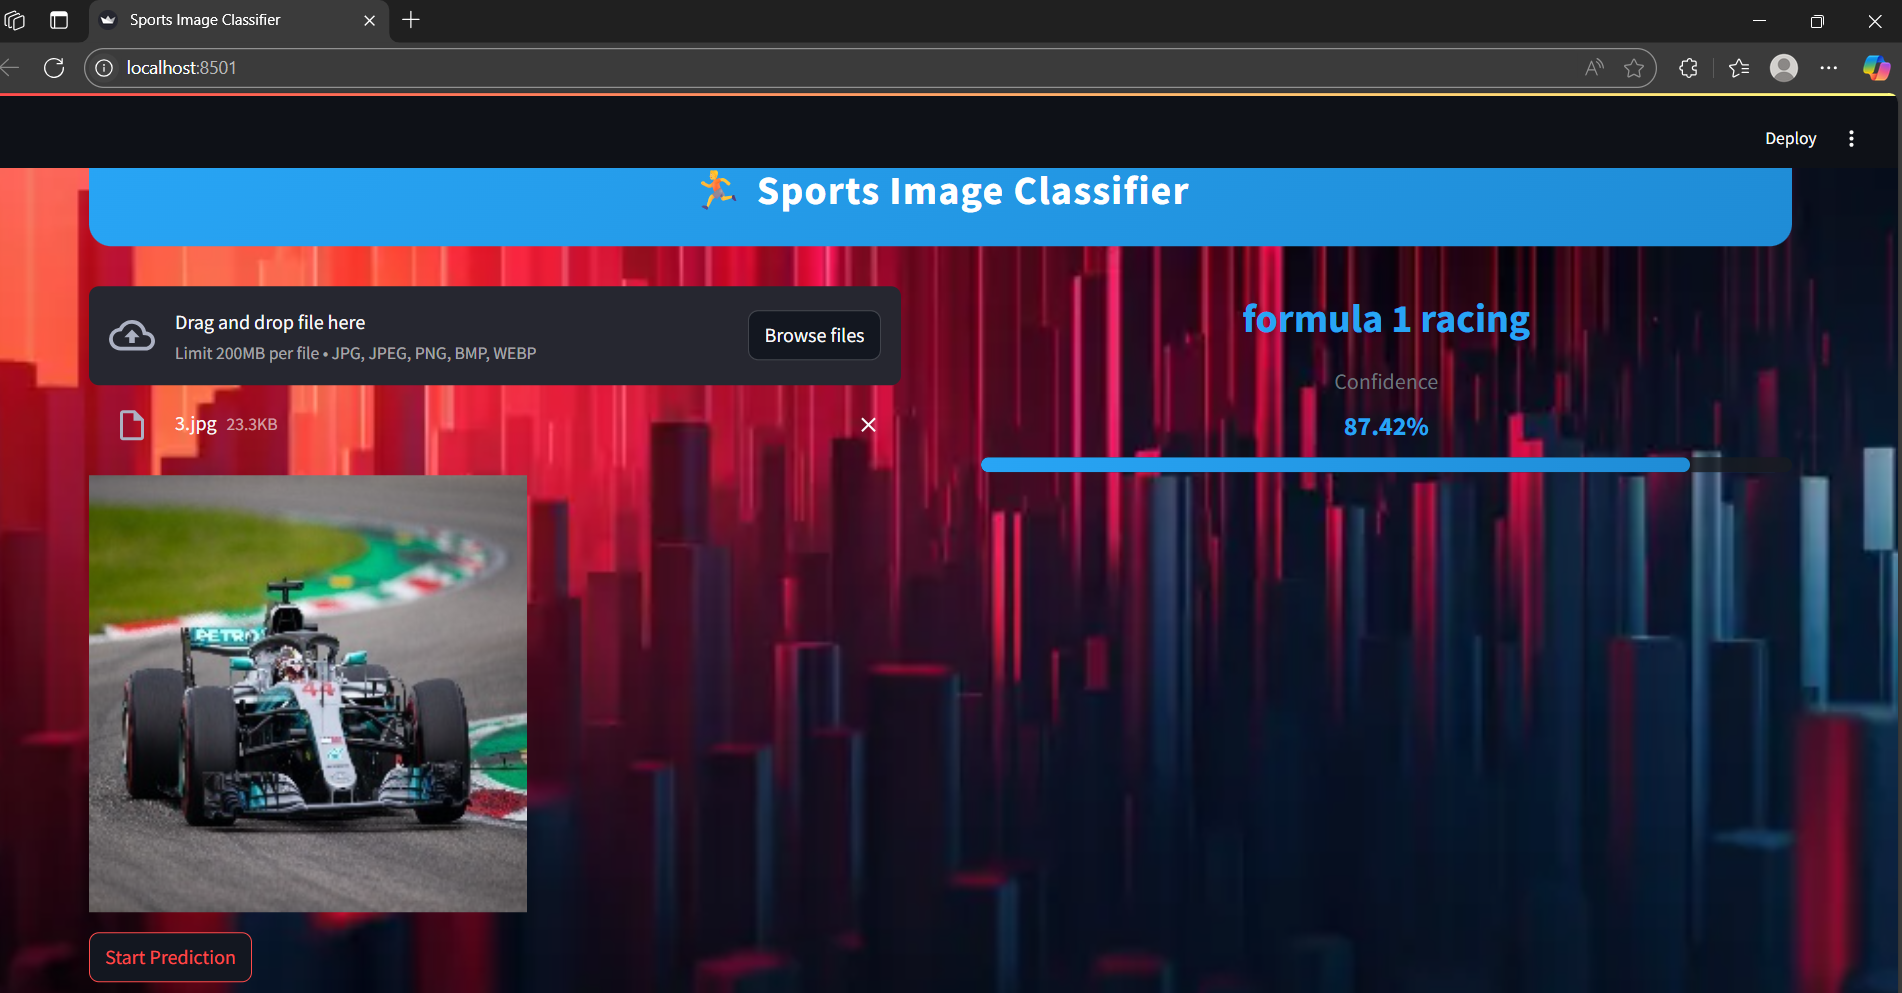 Sports Image Classifier
localhost:8501
Deploy
Sports Image Classifier
Drag and drop file here
Limit 200MB per file • JPG, JPEG, PNG, BMP, WEBP
Browse files
3.jpg 23.3KB
formula 1 racing
Confidence
87.42%
PETRO
44
Start Prediction